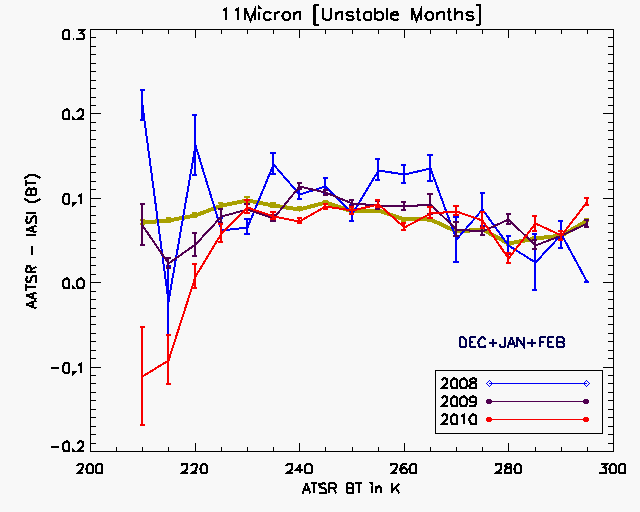 11Micron [Unstable Months]
0.3
0.2
0.1
0.0
-0.1
-0.2
AATSR - IASI (BT)
200 220 240 260 280 300
ATSR BT in K
DEC+JAN+FEB
2008
2009
2010